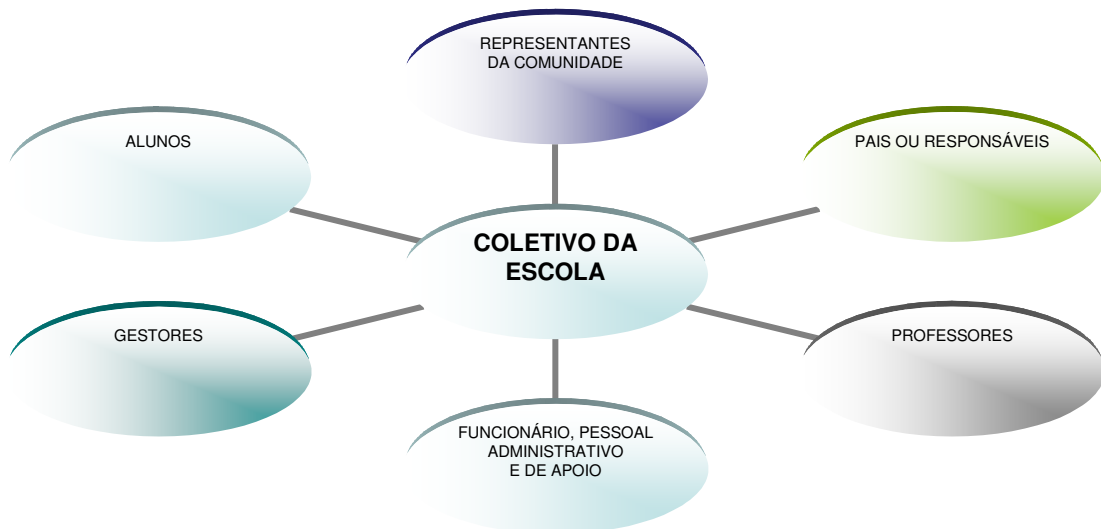 REPRESENTANTES
DA COMUNIDADE
ALUNOS
PAIS OU RESPONSÁVEIS
COLETIVO DA
ESCOLA
GESTORES
PROFESSORES
FUNCIONÁRIO, PESSOAL
ADMINISTRATIVO
E DE APOIO